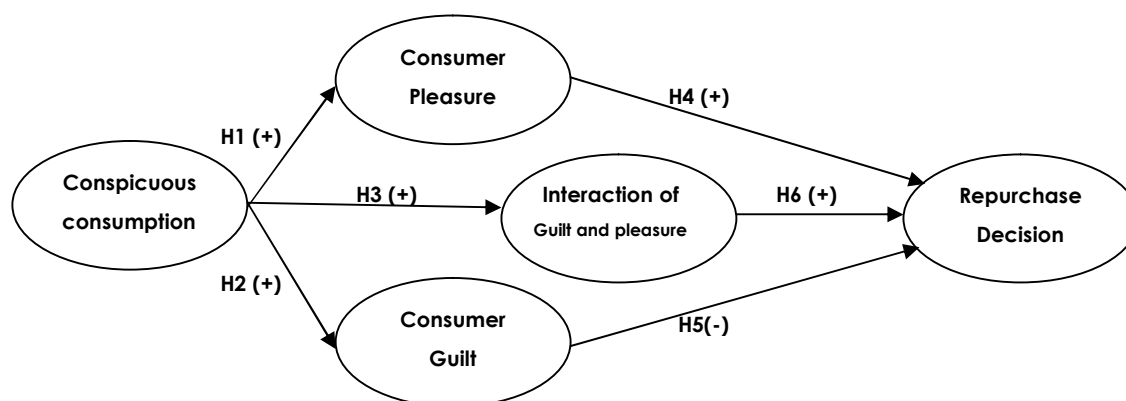 Consumer
Pleasure
H4 (+)
H1 (+)
Conspicuous
consumption
H3 (+)
Interaction of
Guilt and pleasure
H6 (+)
Repurchase
Decision
H2 (+)
Consumer
Guilt
H5(-)